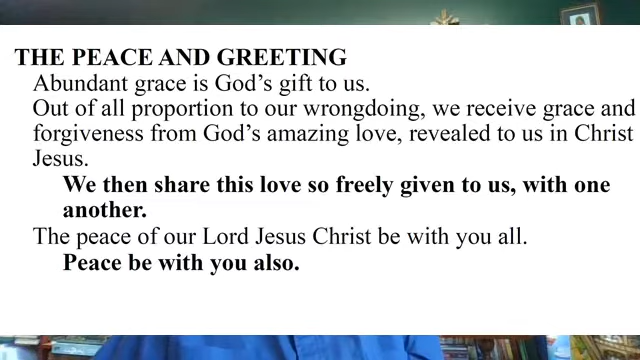 THE PEACE AND GREETING
Abundant grace is God's gift to us.
Out of all proportion to our wrongdoing, we receive grace and
forgiveness from God's amazing love, revealed to us in Christ
Jesus.
We then share this love so freely given to us, with one
another.
The peace of our Lord Jesus Christ be with you all.
Peace be with you also.